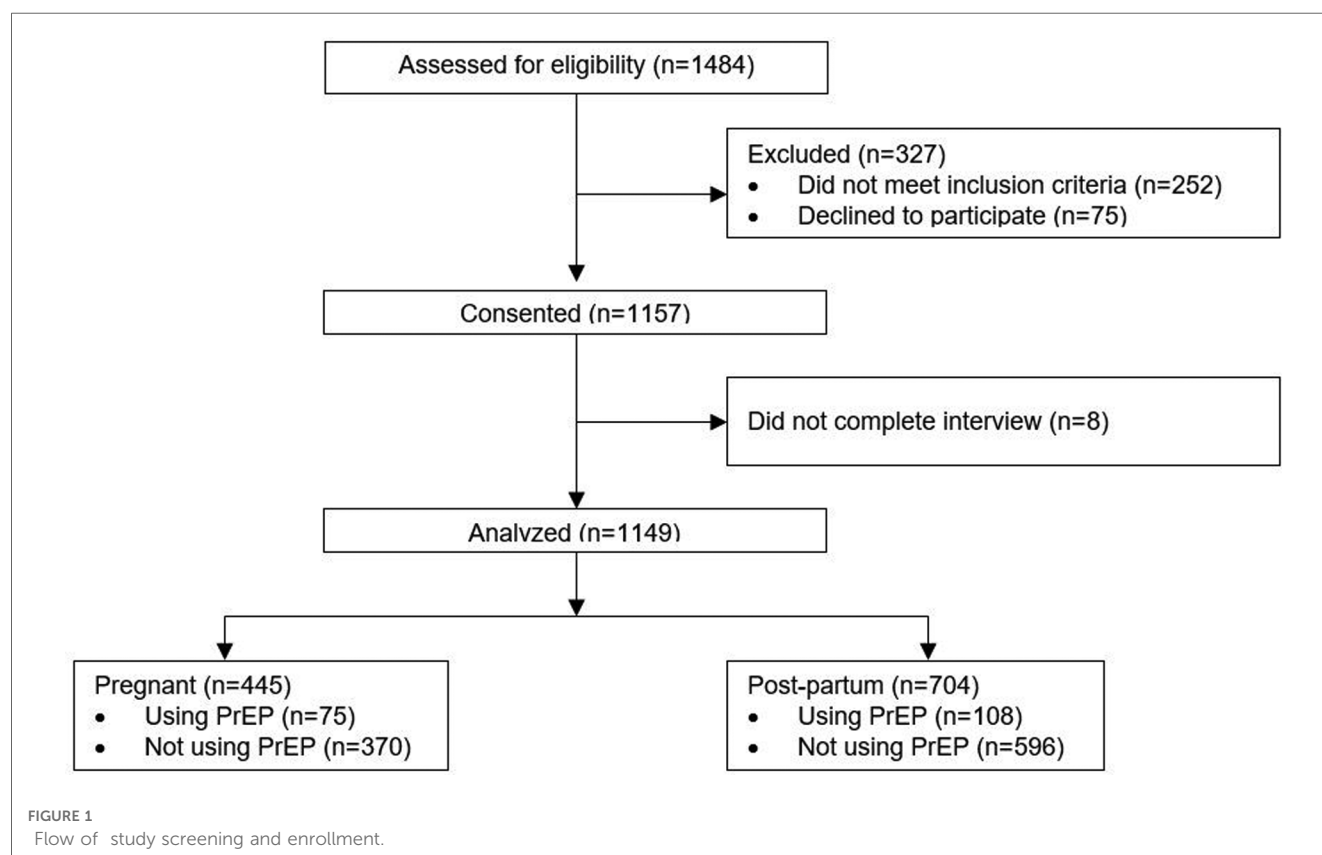 Assessed for eligibility (n=1484)
Excluded (n=327)
• Did not meet inclusion criteria (n=252)
• Declined to participate (n=75)
Consented (n=1157)
Did not complete interview (n=8)
Analyzed (n=1149)
Pregnant (n=445)
• Using PrEP (n=75)
• Not using PrEP (n=370)
Post-partum (n=704)
• Using PrEP (n=108)
• Not using PrEP (n=596)
FIGURE 1
Flow of study screening and enrollment.